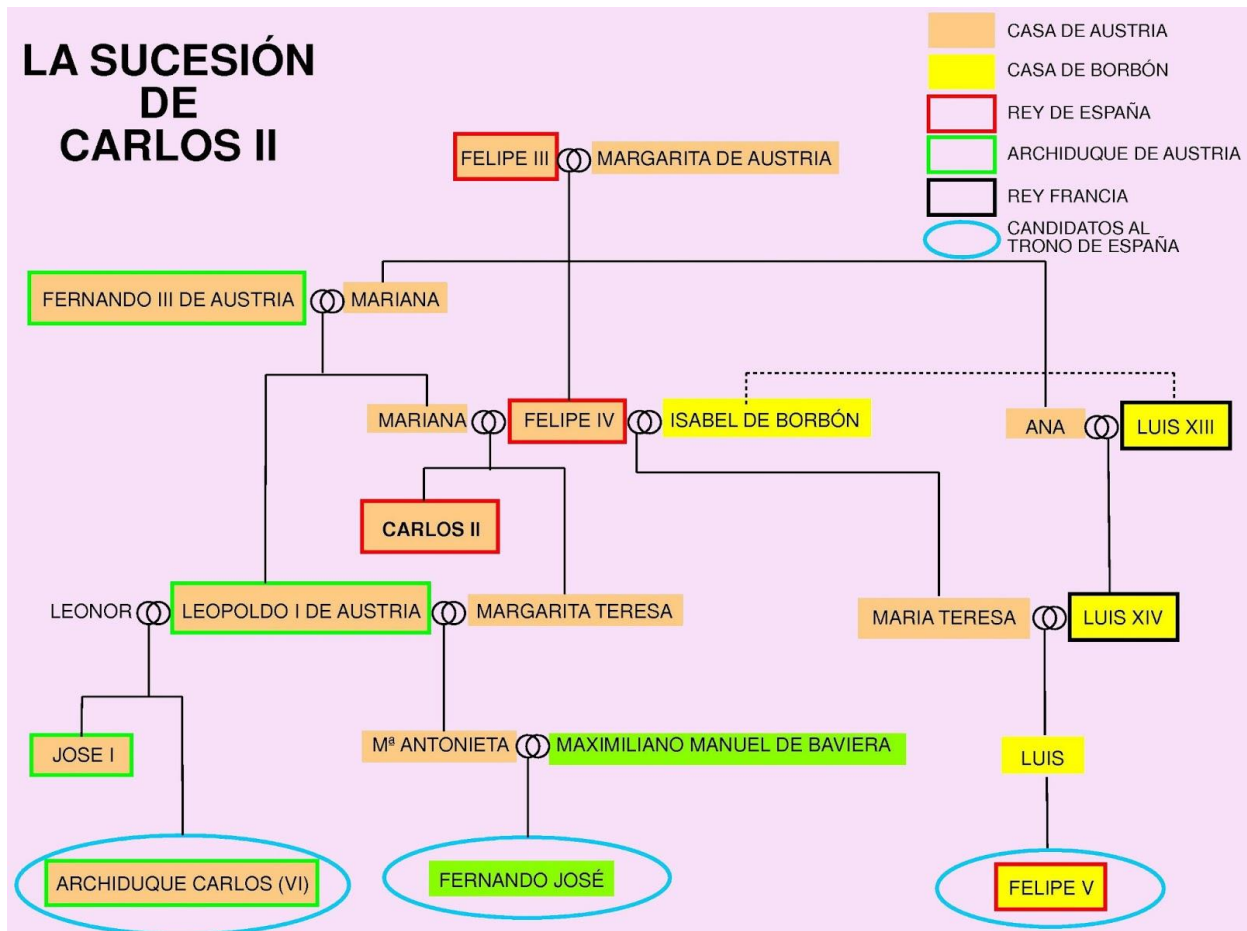 LA SUCESIÓN
DE
CARLOS II
CASA DE AUSTRIA
CASA DE BORBÓN
REY DE ESPAÑA
ARCHIDUQUE DE AUSTRIA
REY FRANCIA
CANDIDATOS AL
TRONO DE ESPAÑA
FELIPE III
MARGARITA DE AUSTRIA
FERNANDO III DE AUSTRIA
MARIANA
MARIANA
FELIPE IV
ISABEL DE BORBÓN
ANA
LUIS XIII
CARLOS II
LEONOR
LEOPOLDO I DE AUSTRIA
MARGARITA TERESA
MARIA TERESA
LUIS XIV
JOSE I
Mª ANTONIETA
MAXIMILIANO MANUEL DE BAVIERA
LUIS
ARCHIDUQUE CARLOS (VI)
FERNANDO JOSÉ
FELIPE V